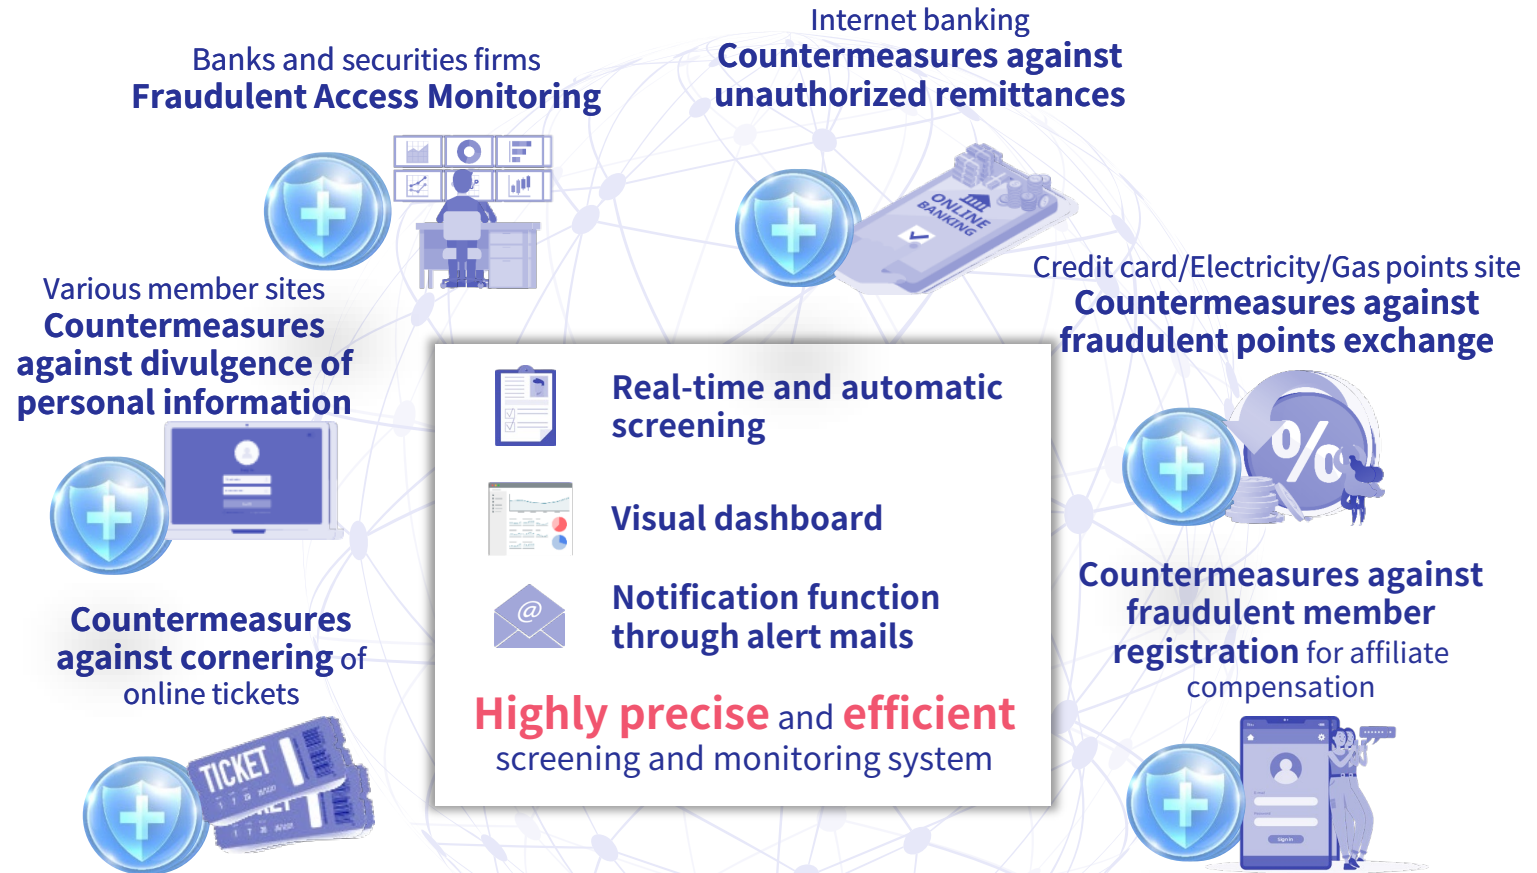 Internet banking
Countermeasures against
unauthorized remittances
Banks and securities firms
Fraudulent Access Monitoring
ONLINE
BANKING
Credit card/Electricity/Gas points site
Countermeasures against
fraudulent points exchange
%
Various member sites
Countermeasures
against divulgence of
personal information
Real-time and automatic
screening
Visual dashboard
@
Notification function
through alert mails
Highly precise and efficient
screening and monitoring system
Countermeasures against
fraudulent member
registration for affiliate
compensation
Sign in
Countermeasures
against cornering of
online tickets
TICKET